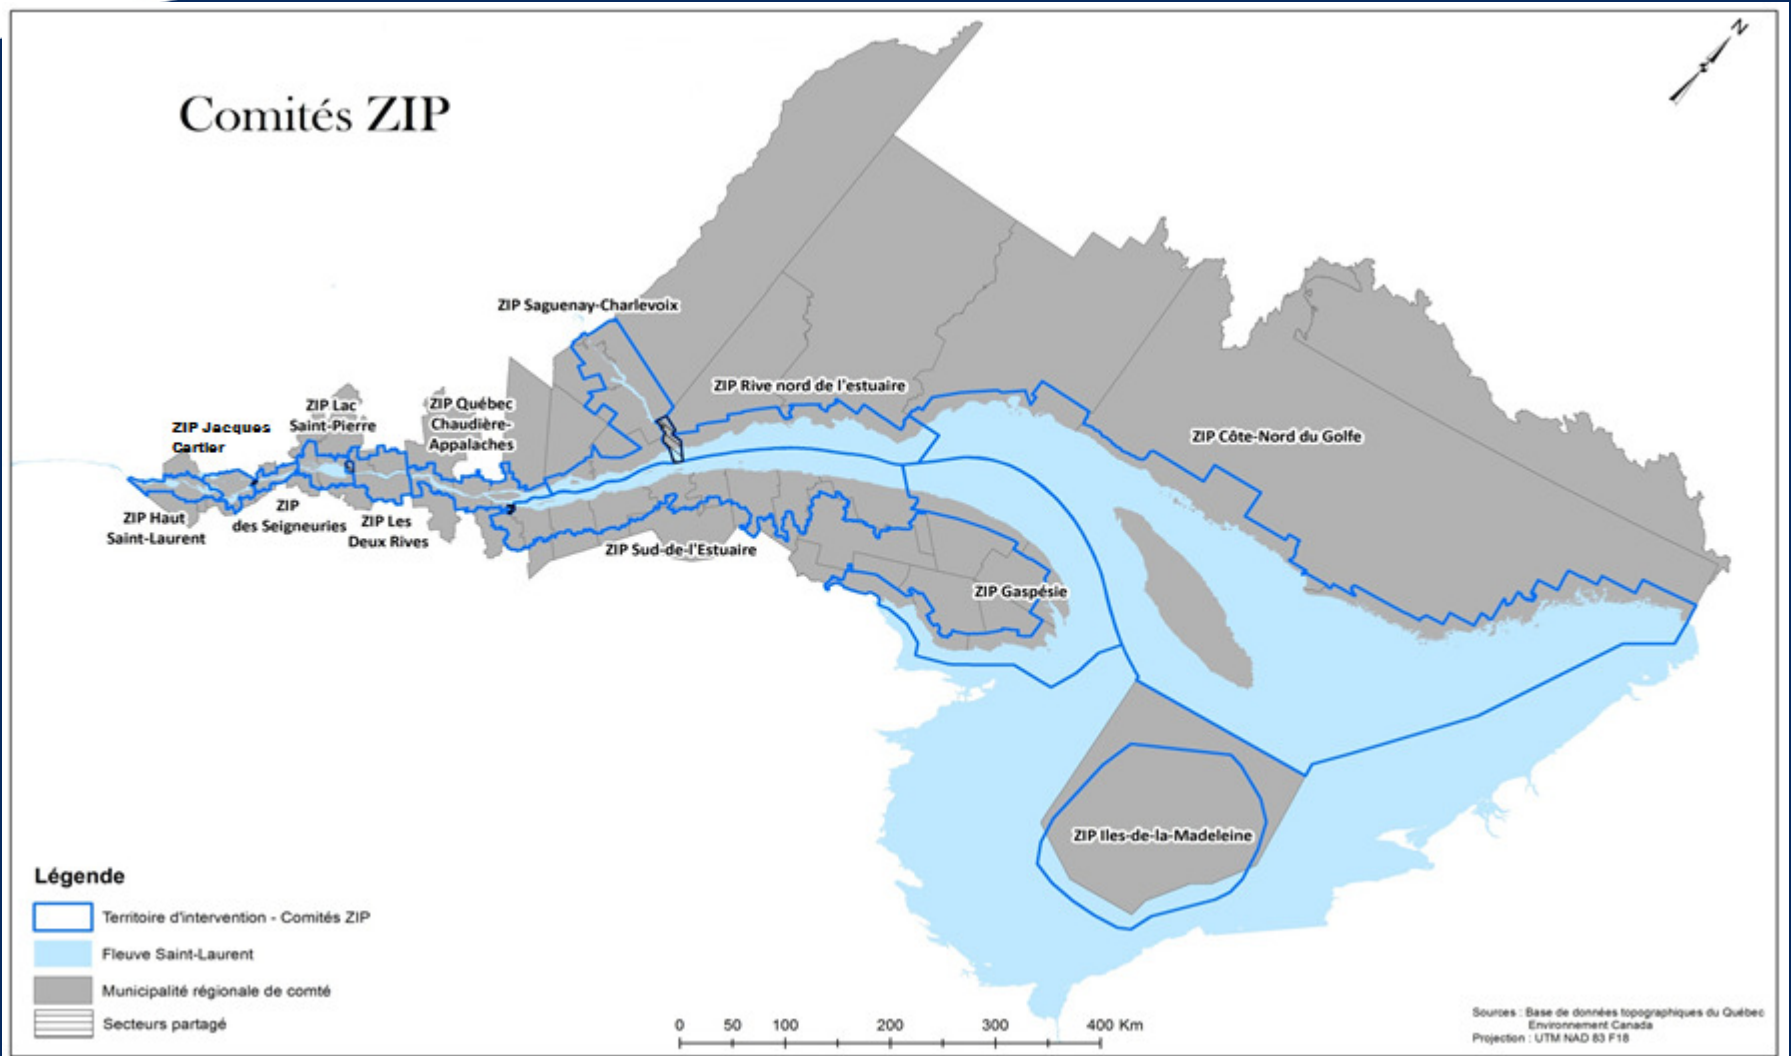 N
Comités ZIP
ZIP Saguenay-Charlevoix
ZIP Rive nord de l'estuaire
ZIP Lac
Saint-Pierre
ZIP Québec
Chaudière-
Appalaches
ZIP Jacques
Cartier
ZIP Côte-Nord du Golfe
ZIP Haut
Saint-Laurent
ZIP
des Seigneuries
ZIP Les
Deux Rives
ZIP Sud-de-l'Estuaire
ZIP Gaspésie
ZIP Iles-de-la-Madeleine
Légende
Territoire d'intervention - Comités ZIP
Fleuve Saint-Laurent
Municipalité régionale de comté
Secteurs partagé
0 50 100 200 300 400 Km
Sources : Base de données topographiques du Québec
Environnement Canada
Projection : UTM NAD 83 F18